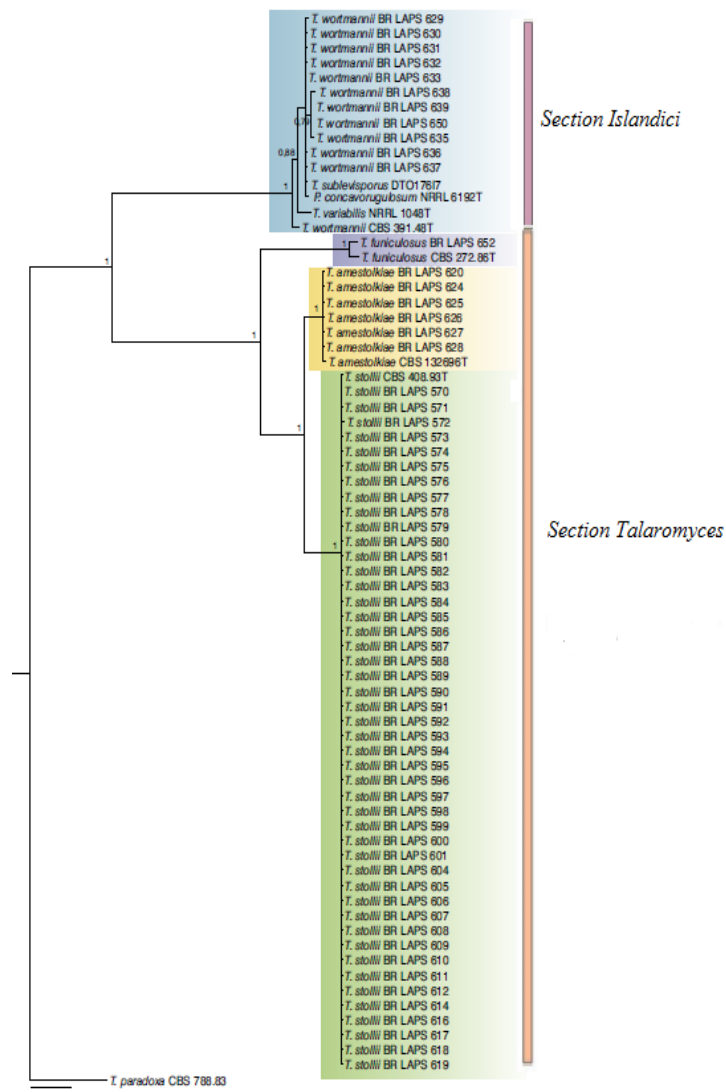 T. wortmannii BR LAPS 629
T. wortmannii BR LAPS 630
T. wortmannii BR LAPS 631
T. wortmannii BR LAPS 632
T. wortmannii BR LAPS 633
T. wortmannii BR LAPS 638
T. wortmannii BR LAPS 639
0,79
T. wortmannii BR LAPS 650
T. wortmannii BR LAPS 635
0,88
T. wortmannii BR LAPS 636
T. wortmannii BR LAPS 637
1
T. sublevisporus DTO176I7
P. concavorugulosum NRRL 6192T
T. variabilis NRRL 1048T
T. wortmannii CBS 391.48T
Section Islandici
1
T. funiculosus BR LAPS 652
T. funiculosus CBS 272.86T
1
T. amestolkiae BR LAPS 620
T. amestolkiae BR LAPS 624
T. amestolkiae BR LAPS 625
1
T. amestolkiae BR LAPS 626
T. amestolkiae BR LAPS 627
T. amestolkiae BR LAPS 628
1
T. amestolkiae CBS 132696T
T. stollii CBS 408.93T
T. stollii BR LAPS 570
T. stollii BR LAPS 571
T. stollii BR LAPS 572
1
T. stollii BR LAPS 573
T. stollii BR LAPS 574
T. stollii BR LAPS 575
T. stollii BR LAPS 576
T. stollii BR LAPS 577
T. stollii BR LAPS 578
T. stollii BR LAPS 579
Section Talaromyces
T. stollii BR LAPS 580
1
T. stollii BR LAPS 581
T. stollii BR LAPS 582
T. stollii BR LAPS 583
T. stollii BR LAPS 584
T. stollii BR LAPS 585
T. stollii BR LAPS 586
T. stollii BR LAPS 587
T. stollii BR LAPS 588
T. stollii BR LAPS 589
T. stollii BR LAPS 590
T. stollii BR LAPS 591
T. stollii BR LAPS 592
T. stollii BR LAPS 593
T. stollii BR LAPS 594
T. stollii BR LAPS 595
T. stollii BR LAPS 596
T. stollii BR LAPS 597
T. stollii BR LAPS 598
T. stollii BR LAPS 599
T. stollii BR LAPS 600
T. stollii BR LAPS 601
T. stollii BR LAPS 604
T. stollii BR LAPS 605
T. stollii BR LAPS 606
T. stollii BR LAPS 607
T. stollii BR LAPS 608
T. stollii BR LAPS 609
T. stollii BR LAPS 610
T. stollii BR LAPS 611
T. stollii BR LAPS 612
T. stollii BR LAPS 614
T. stollii BR LAPS 616
T. stollii BR LAPS 617
T. stollii BR LAPS 618
T. stollii BR LAPS 619
T. paradoxa CBS 788.83